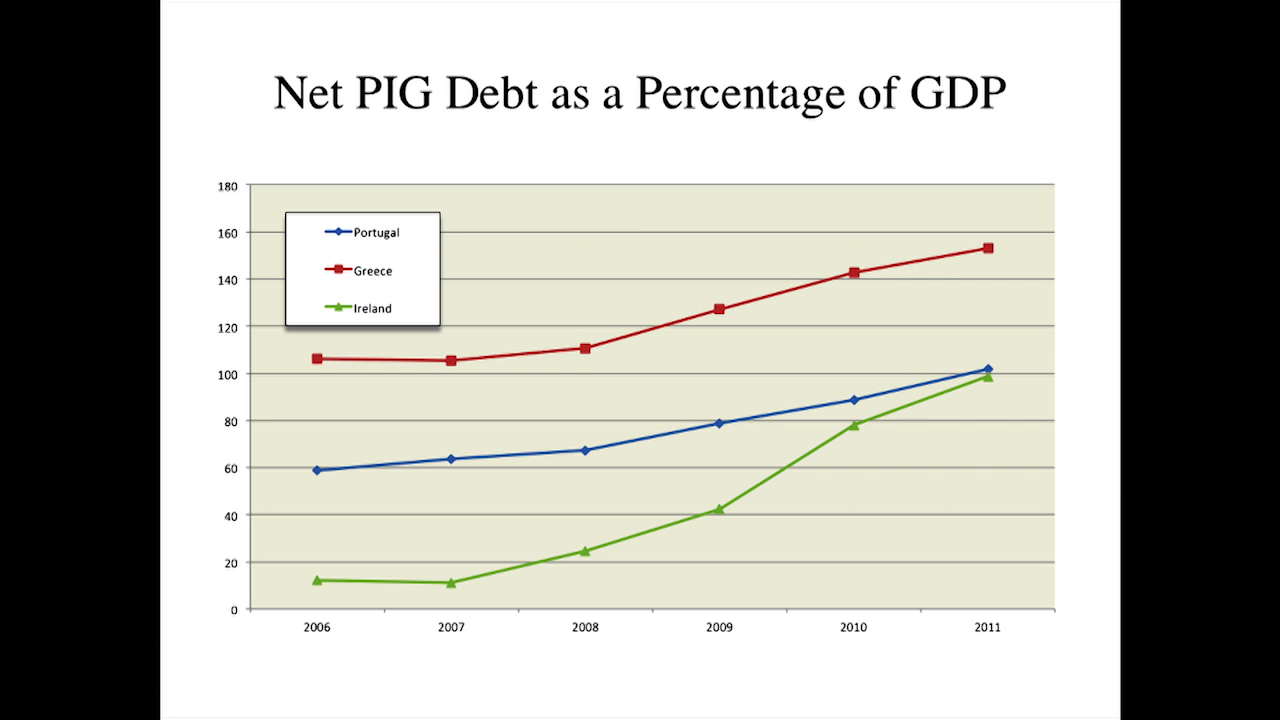 Net PIG Debt as a Percentage of GDP
180
160
140
120
100
80
60
40
20
0
Portugal
Greece
Ireland
2006 2007 2008 2009 2010 2011